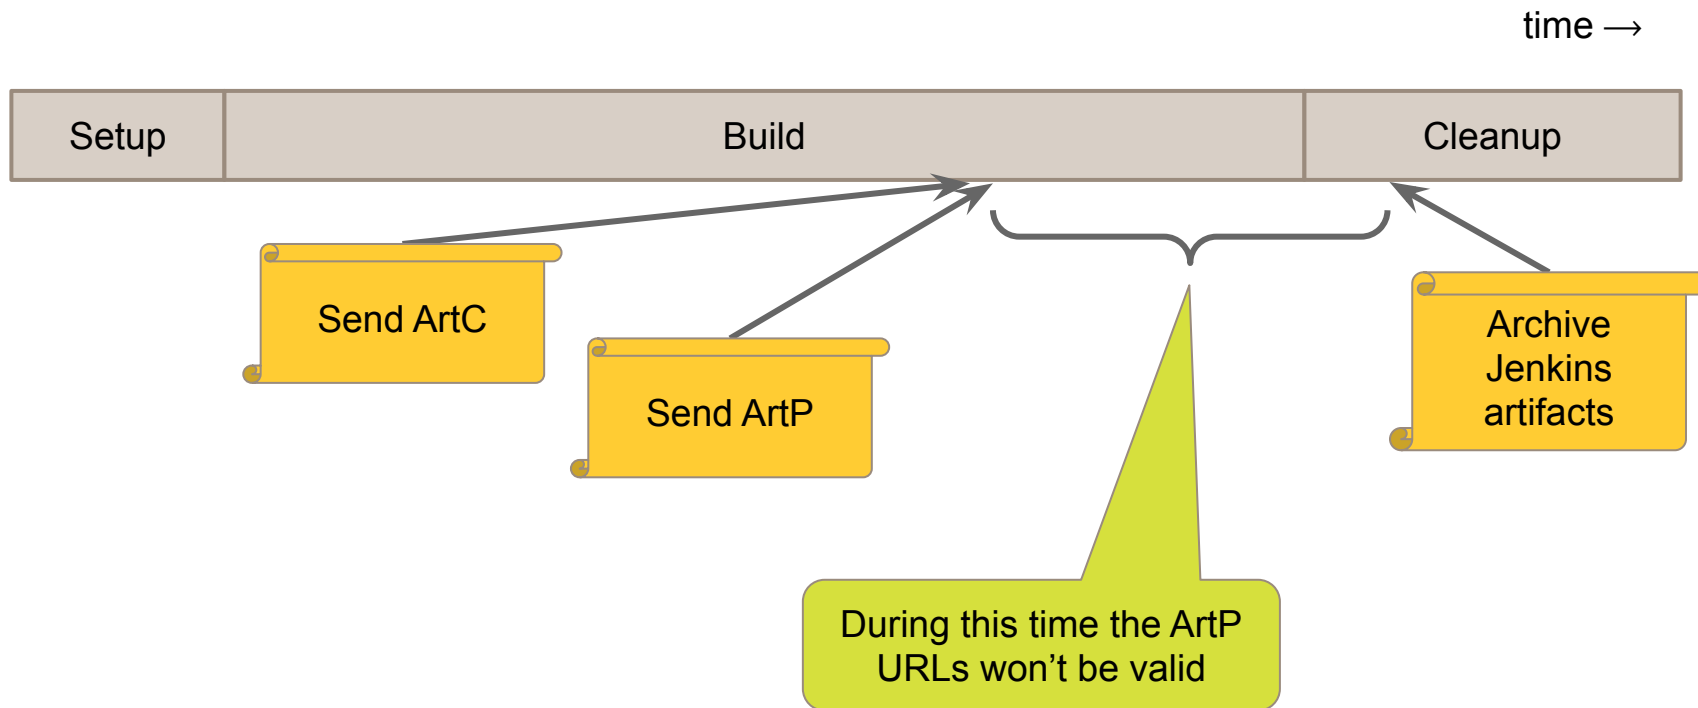 time →
Setup
Build
Cleanup
Send ArtC
Send ArtP
Archive
Jenkins
artifacts
During this time the ArtP
URLs won’t be valid